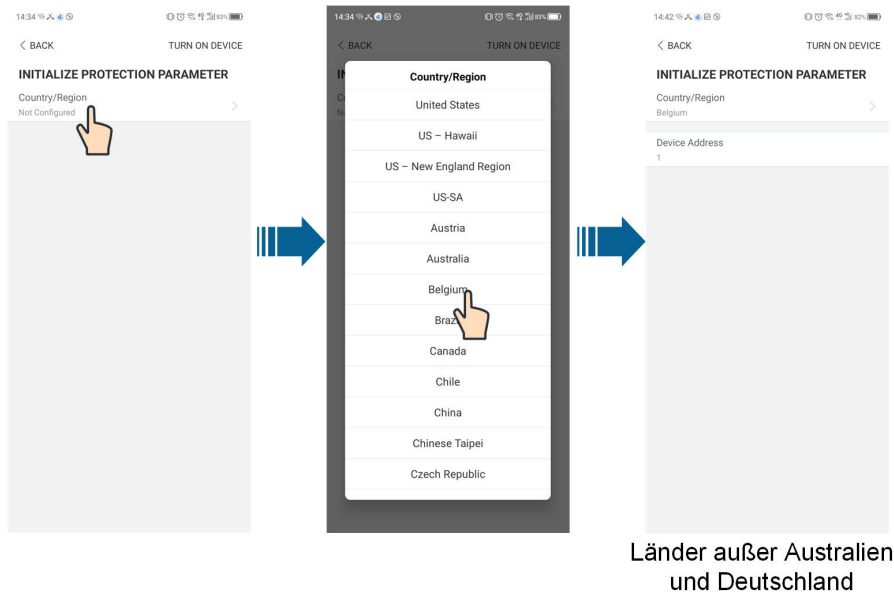 14:34
83%
BACK
TURN ON DEVICE
INITIALIZE PROTECTION PARAMETER
Country/Region
Not Configured
14:34
83%
BACK
TURN ON DEVICE
Country/Region
United States
US – Hawaii
US – New England Region
US-SA
Austria
Australia
Belgium
Braz
Canada
Chile
China
Chinese Taipei
Czech Republic
14:42
82%
BACK
TURN ON DEVICE
INITIALIZE PROTECTION PARAMETER
Country/Region
Belgium
Device Address
1
Länder außer Australien
und Deutschland